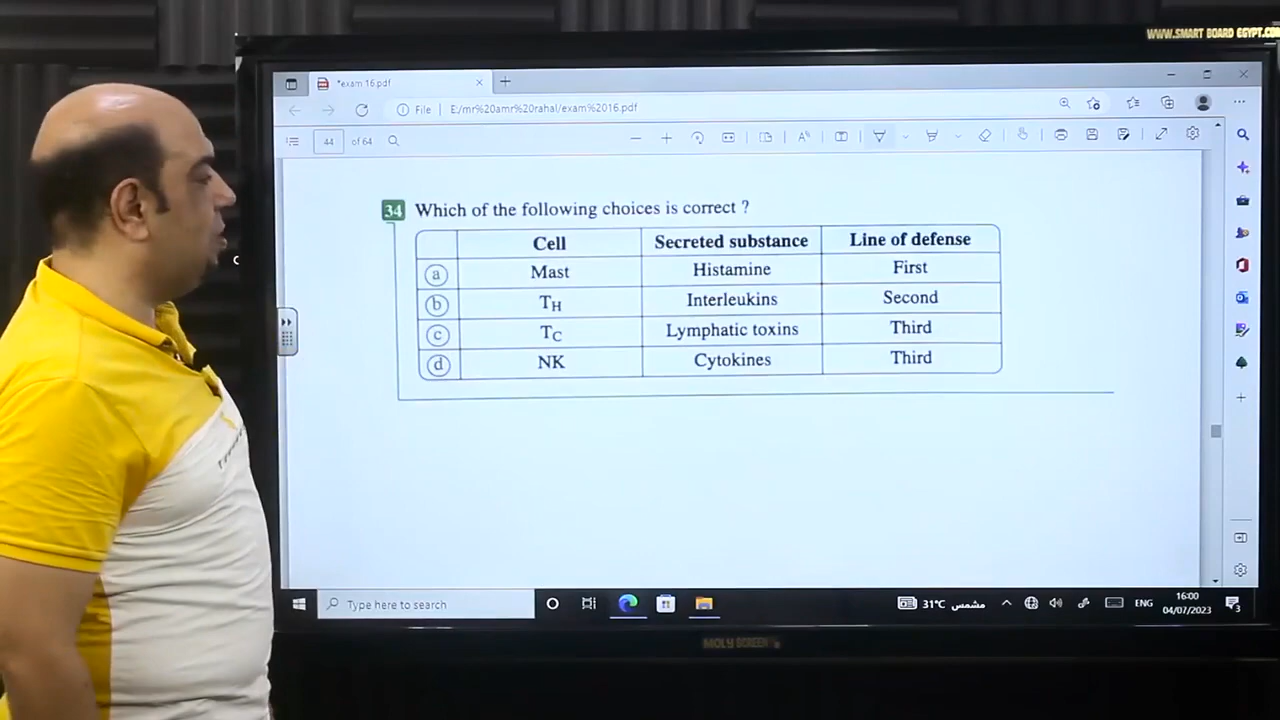 WWW.SMART BOARD EGYPT.COM
*exam 16.pdf
File E:/mr%20amr%20rahal/exam%2016.pdf
44 of 64
34 Which of the following choices is correct ?
Cell Secreted substance Line of defense
a Mast Histamine First
b TH Interleukins Second
c TC Lymphatic toxins Third
d NK Cytokines Third
Type here to search
31°C مشمس ENG 16:00
04/07/2023
MOLY SCREEN